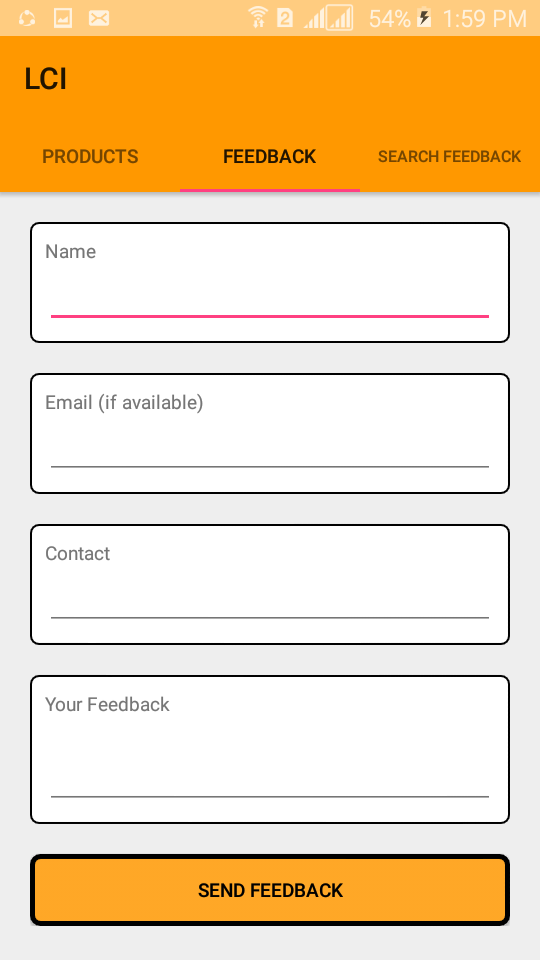 2 54% 1:59 PM
LCI
PRODUCTS FEEDBACK SEARCH FEEDBACK
Name
Email (if available)
Contact
Your Feedback
SEND FEEDBACK